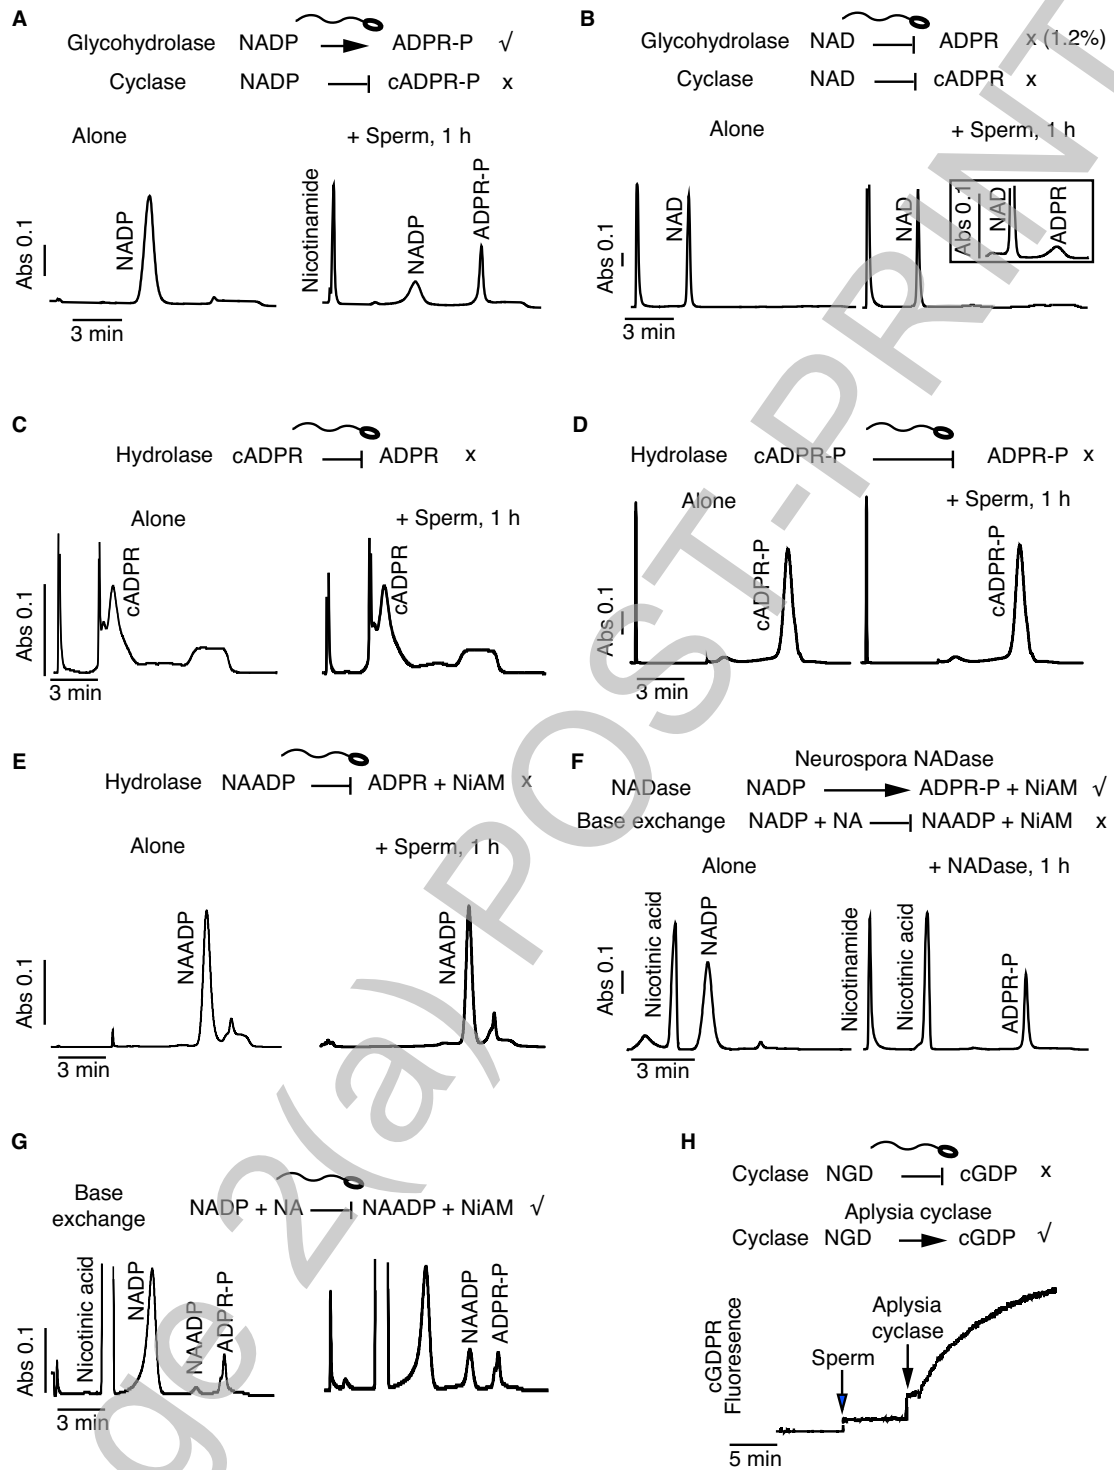 A
Glycohydrolase NADP ADPR-P √
Cyclase NADP cADPR-P x
Alone
+ Sperm, 1 h
Abs 0.1
NADP
3 min
Nicotinamide
NADP
ADPR-P
B
Glycohydrolase NAD ADPR x (1.2%)
Cyclase NAD cADPR x
Alone
+ Sperm, 1 h
Abs 0.1
NAD
3 min
NAD
Abs 0.1
NAD
ADPR
C
Hydrolase cADPR ADPR x
Alone
+ Sperm, 1 h
Abs 0.1
cADPR
3 min
cADPR
D
Hydrolase cADPR-P ADPR-P x
Alone
+ Sperm, 1 h
Abs 0.1
cADPR-P
3 min
cADPR-P
E
Hydrolase NAADP ADPR + NiAM x
Alone
+ Sperm, 1 h
Abs 0.1
NAADP
3 min
NAADP
F
Neurospora NADase
NADase NADP ADPR-P + NiAM √
Base exchange NADP + NA NAADP + NiAM x
Alone
+ NADase, 1 h
Abs 0.1
Nicotinic acid
NADP
3 min
Nicotinamide
Nicotinic acid
ADPR-P
G
Base
exchange
NADP + NA NAADP + NiAM √
Abs 0.1
Nicotinic acid
NADP
NAADP
ADPR-P
3 min
NAADP
ADPR-P
H
Cyclase NGD cGDP x
Aplysia cyclase
Cyclase NGD cGDP √
cGDPR
Fluoresence
Sperm
Aplysia
cyclase
5 min
ge 2(a) POST-PRINT